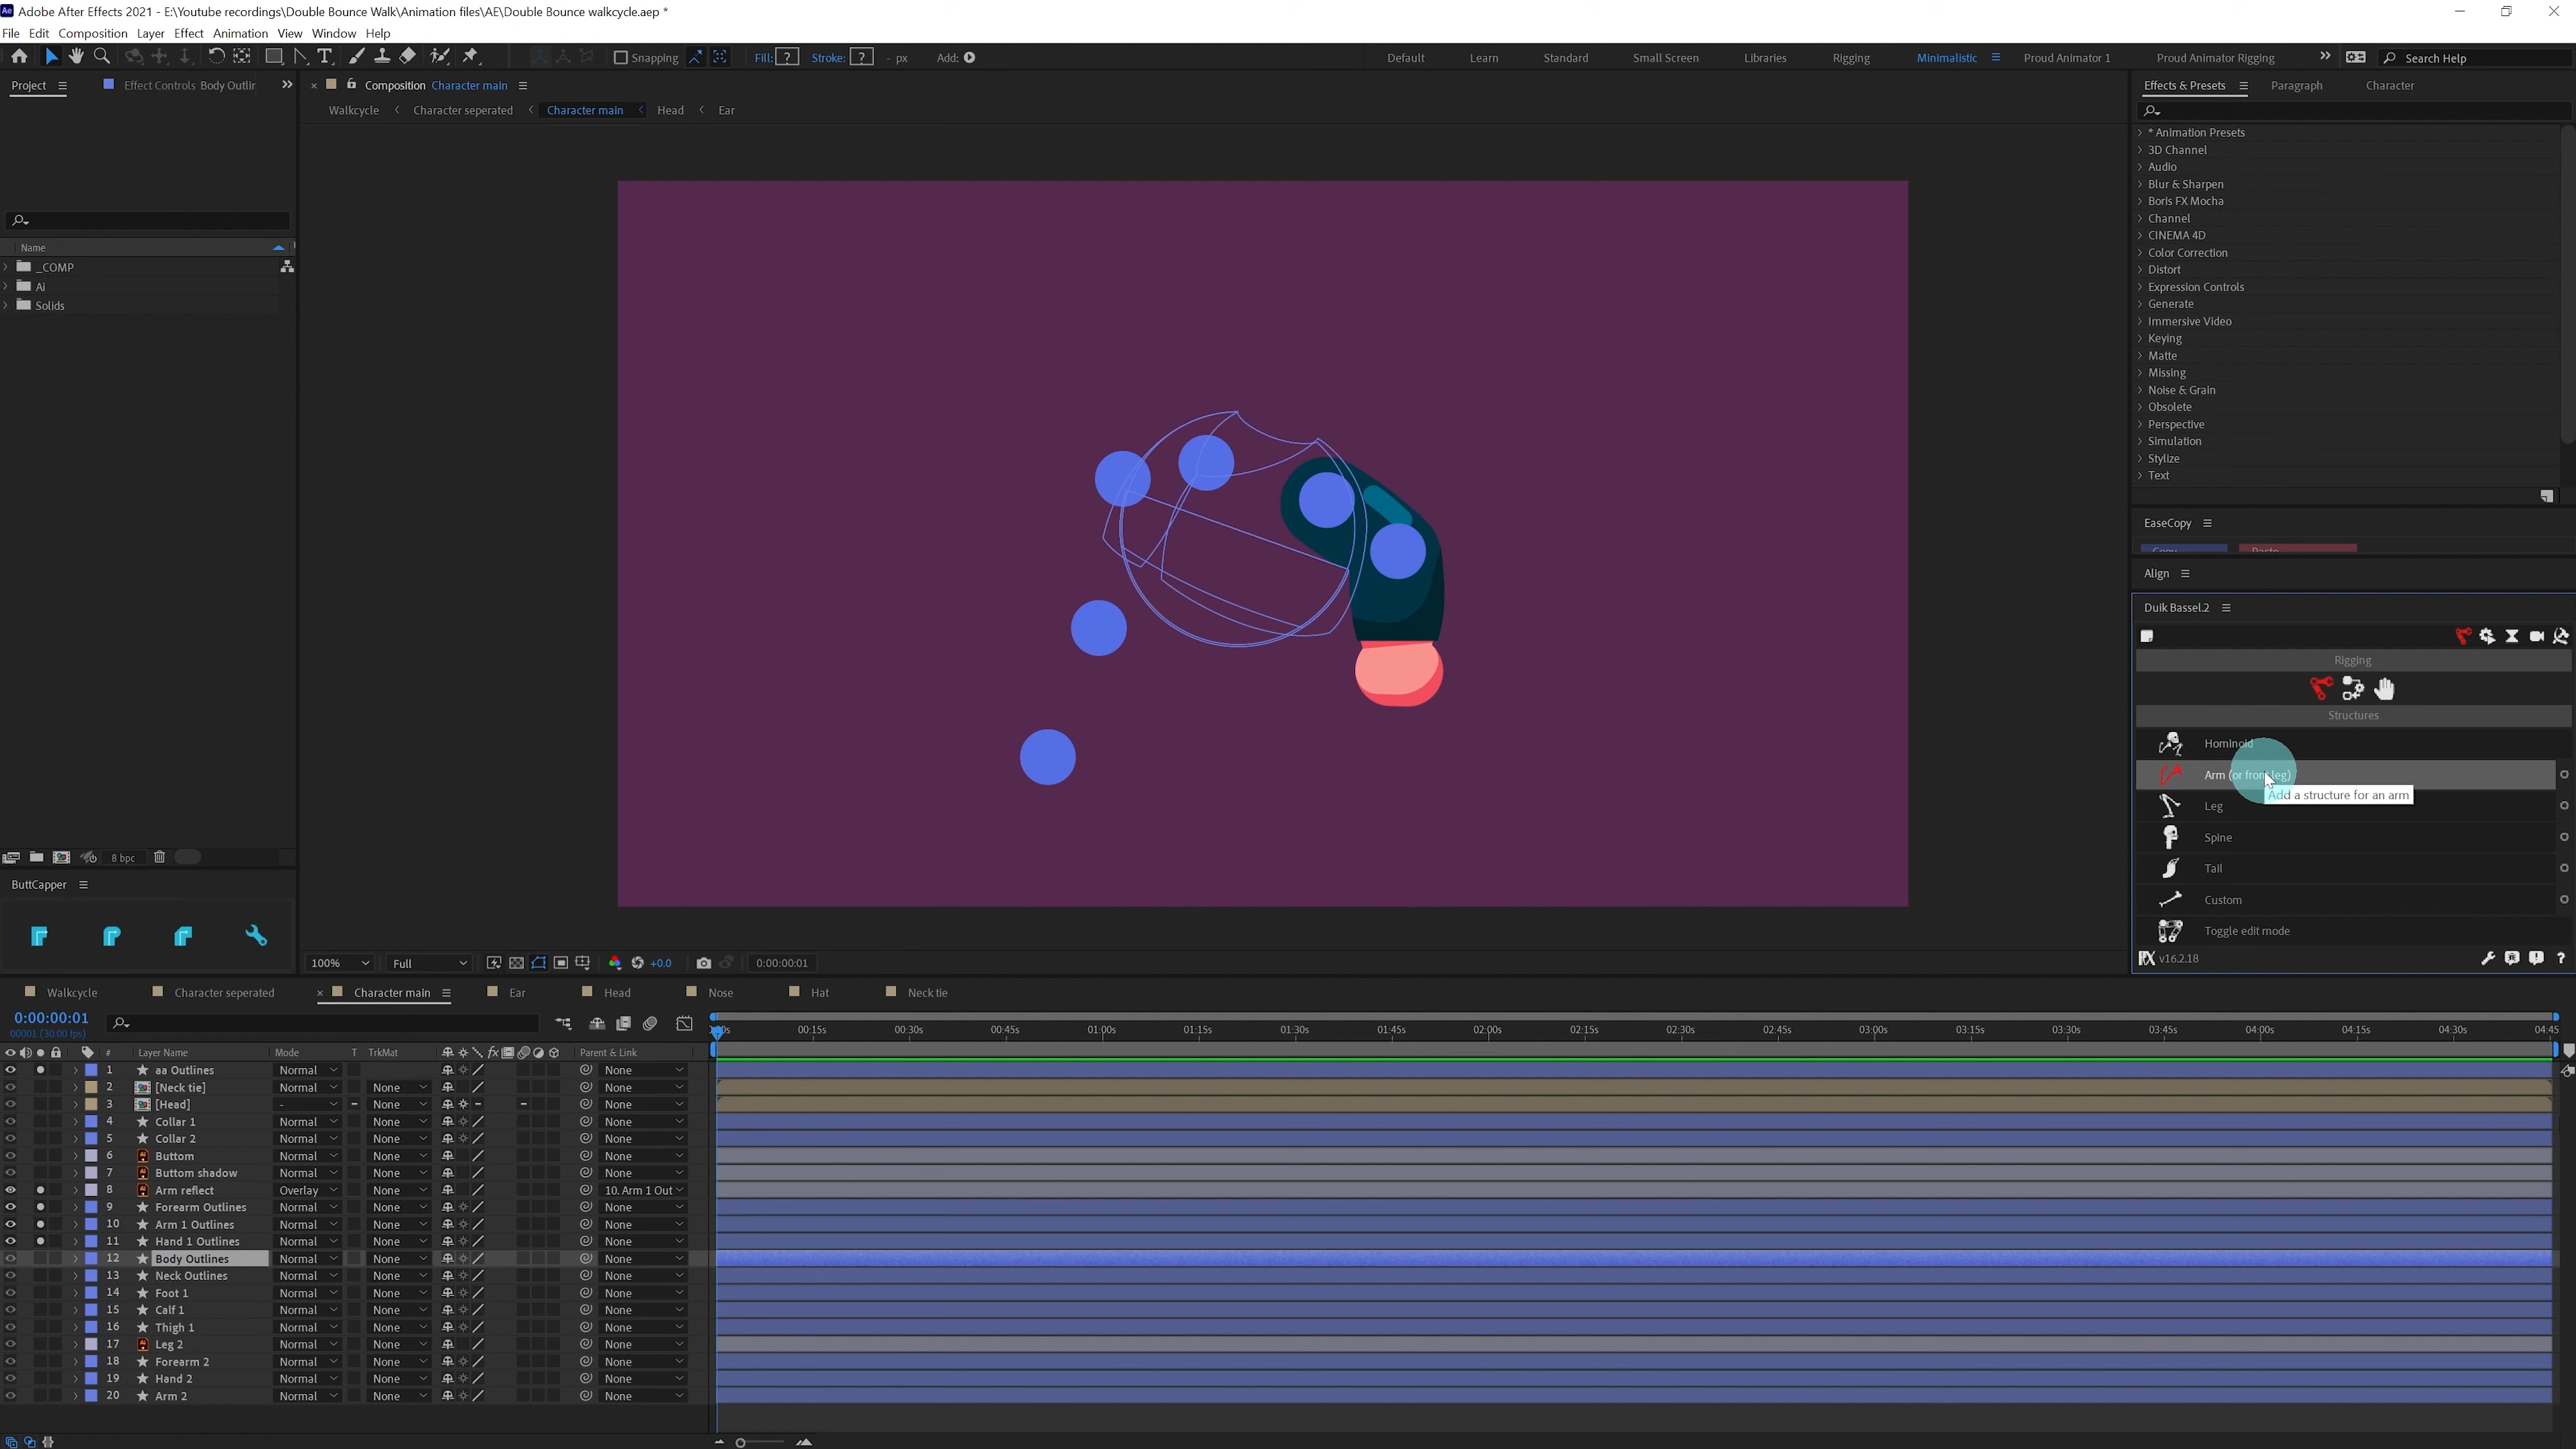 Ae Adobe After Effects 2021 - E:\Youtube recordings\Double Bounce Walk\Animation files\AE\Double Bounce walkcycle.aep *
File Edit Composition Layer Effect Animation View Window Help
Snapping Fill: ? Stroke: ? - px Add: Default Learn Standard Small Screen Libraries Rigging Minimalistic Proud Animator 1 Proud Animator Rigging Search Help
Project Effect Controls Body Outlir
Composition Character main
Walkcycle Character seperated Character main Head Ear
Name
_COMP
Ai
Solids
8 bpc
ButtCapper
100% Full +0.0 0:00:00:01
Effects & Presets Paragraph Character
* Animation Presets
3D Channel
Audio
Blur & Sharpen
Boris FX Mocha
Channel
CINEMA 4D
Color Correction
Distort
Expression Controls
Generate
Immersive Video
Keying
Matte
Missing
Noise & Grain
Obsolete
Perspective
Simulation
Stylize
Text
EaseCopy
Copy Paste
Align
Duik Bassel.2
Rigging
Structures
Hominoid
Arm (or front leg)
Add a structure for an arm
Leg
Spine
Tail
Custom
Toggle edit mode
v16.2.18
Walkcycle Character seperated Character main Ear Head Nose Hat Neck tie
0:00:00:01
00001 (30.00 fps)
00:15s 00:30s 00:45s 01:00s 01:15s 01:30s 01:45s 02:00s 02:15s 02:30s 02:45s 03:00s 03:15s 03:30s 03:45s 04:00s 04:15s 04:30s 04:45
# Layer Name Mode T TrkMat fx Parent & Link
1 aa Outlines Normal None
2 [Neck tie] Normal None None
3 [Head] - None None
4 Collar 1 Normal None None
5 Collar 2 Normal None None
6 Buttom Normal None None
7 Buttom shadow Normal None None
8 Arm reflect Overlay None 10. Arm 1 Out
9 Forearm Outlines Normal None None
10 Arm 1 Outlines Normal None None
11 Hand 1 Outlines Normal None None
12 Body Outlines Normal None None
13 Neck Outlines Normal None None
14 Foot 1 Normal None None
15 Calf 1 Normal None None
16 Thigh 1 Normal None None
17 Leg 2 Normal None None
18 Forearm 2 Normal None None
19 Hand 2 Normal None None
20 Arm 2 Normal None None